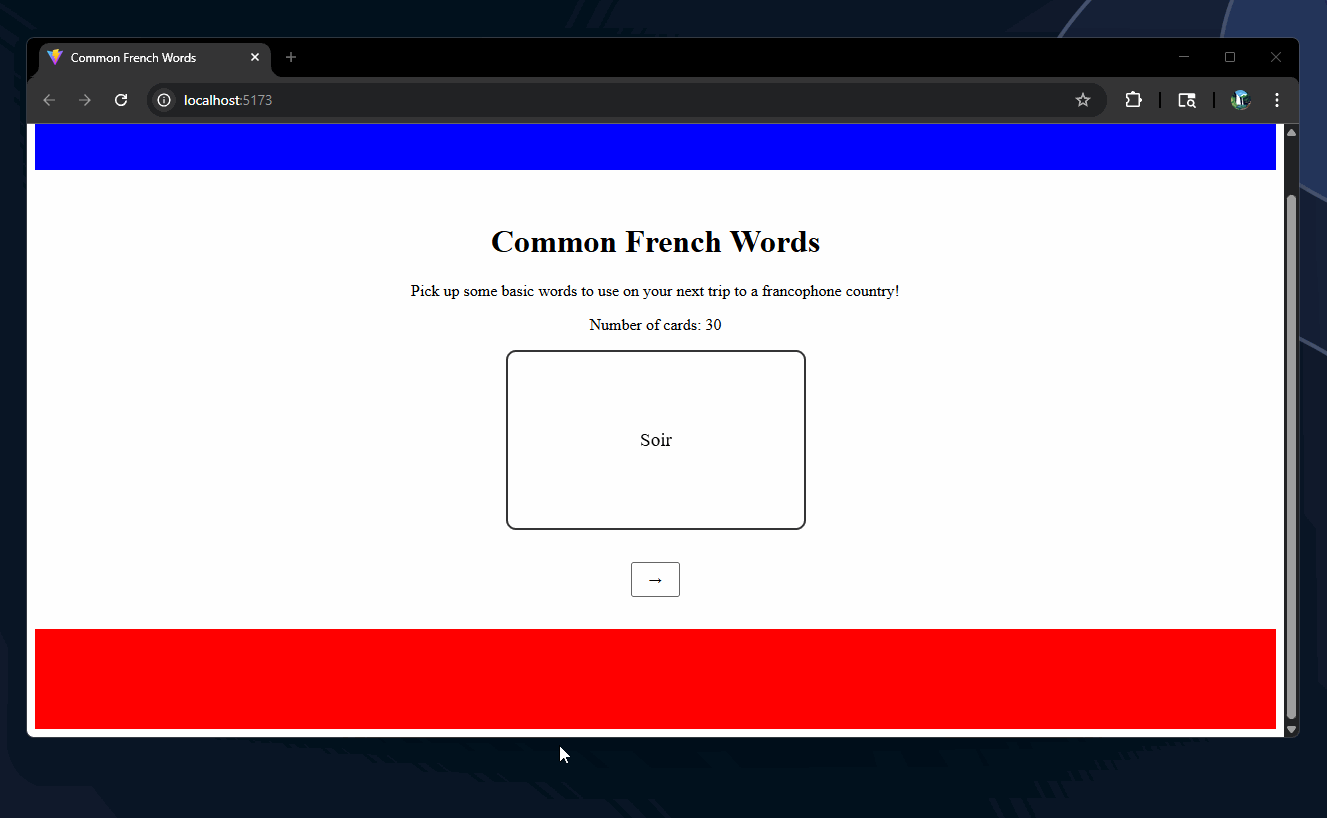 Common French Words
localhost:5173
Common French Words
Pick up some basic words to use on your next trip to a francophone country!
Number of cards: 30
Soir
→